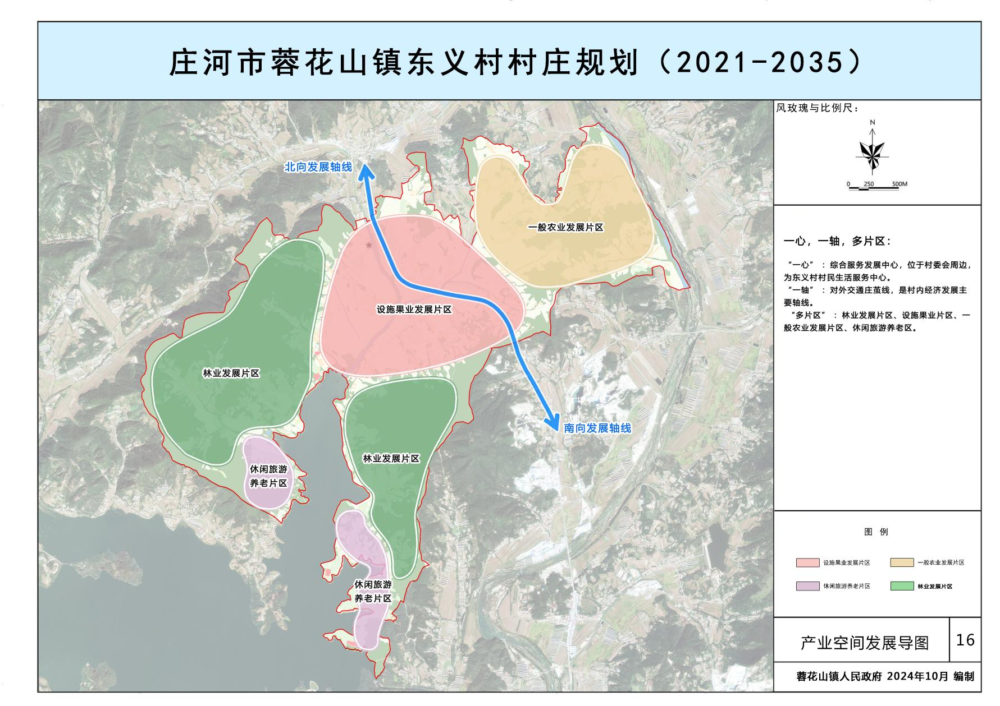 庄河市蓉花山镇东义村村庄规划（2021-2035）
风玫瑰与比例尺：
N
0 250 500M
北向发展轴线
一般农业发展片区
设施果业发展片区
林业发展片区
南向发展轴线
林业发展片区
休闲旅游
养老片区
休闲旅游
养老片区
一心，一轴，多片区：
“一心”：综合服务发展中心，位于村委会周边，
为东义村村民生活服务中心。
“一轴”：对外交通庄茧线，是村内经济发展主
要轴线。
“多片区”：林业发展片区、设施果业片区、一
般农业发展片区、休闲旅游养老区。
图 例
设施果业发展片区 一般农业发展片区
休闲旅游养老片区 林业发展片区
产业空间发展导图 16
蓉花山镇人民政府 2024年10月 编制